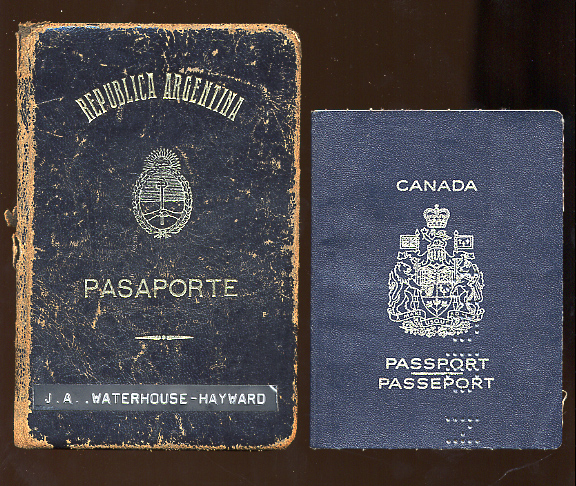 REPUBLICA ARGENTINA
PASAPORTE
J.A..WATERHOUSE-HAYWARD
CANADA
PASSPORT
PASSEPORT